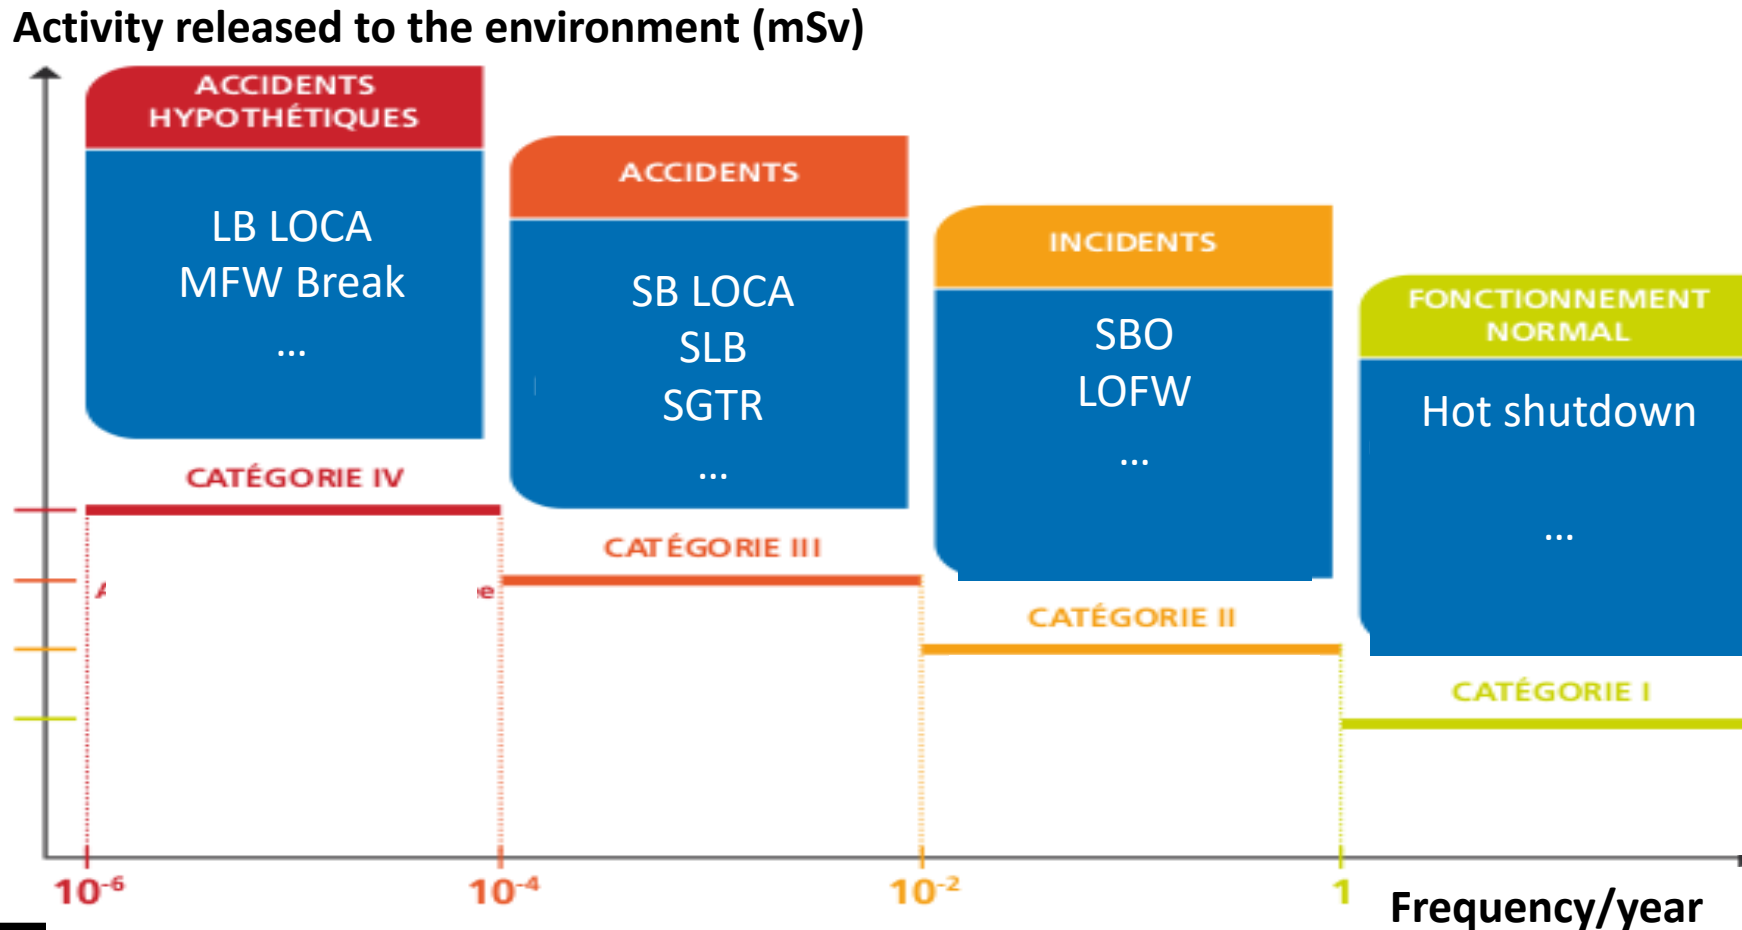 Activity released to the environment (mSv)
ACCIDENTS
HYPOTHÉTIQUES
LB LOCA
MFW Break
...
CATÉGORIE IV
ACCIDENTS
SB LOCA
SLB
SGTR
...
CATÉGORIE III
INCIDENTS
SBO
LOFW
...
CATÉGORIE II
FONCTIONNEMENT
NORMAL
Hot shutdown
...
CATÉGORIE I
10⁻⁶
10⁻⁴
10⁻²
1
Frequency/year